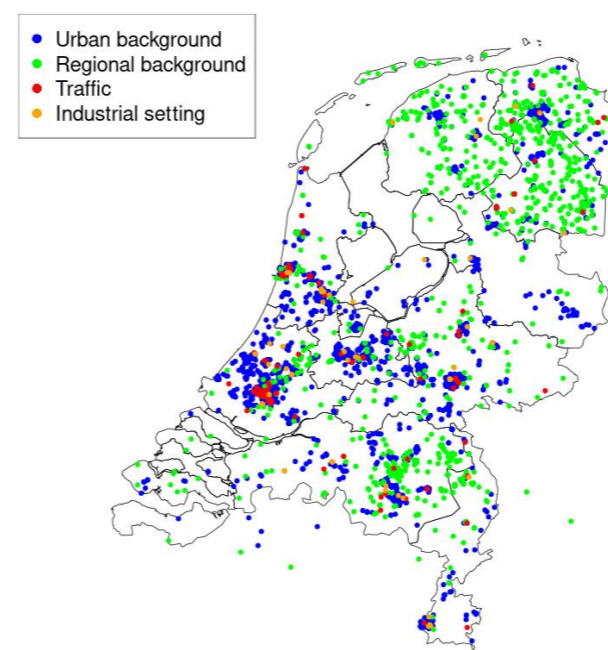 Urban background
Regional background
Traffic
Industrial setting